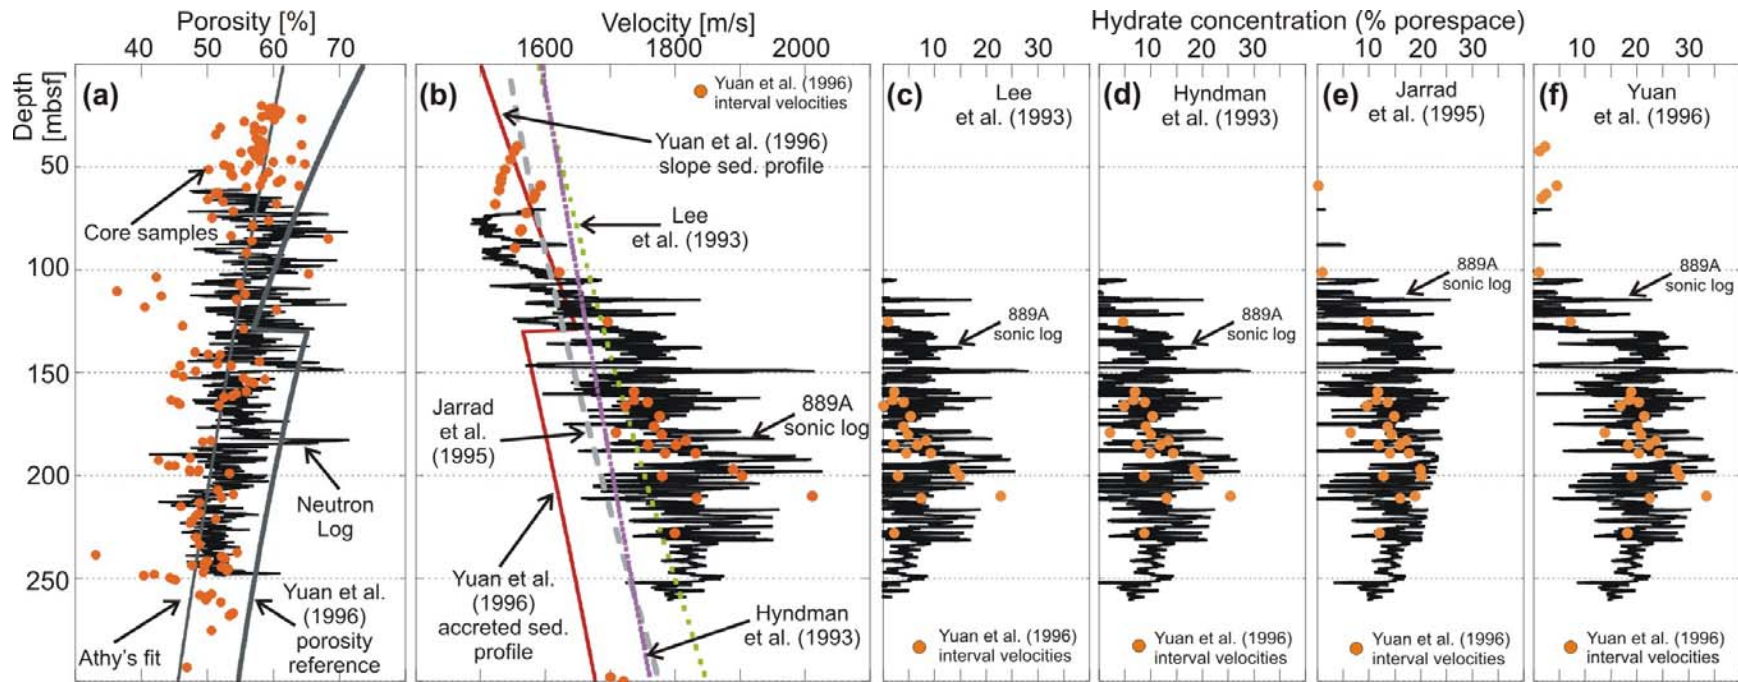 Porosity [%]
40 50 60 70
Velocity [m/s]
1600 1800 2000
Hydrate concentration (% porespace)
10 20 30
10 20 30
10 20 30
10 20 30
Depth
[mbsf]
50
100
150
200
250
(a)
Core samples
Neutron
Log
Athy's fit
Yuan et al.
(1996)
porosity
reference
(b)
Yuan et al. (1996)
interval velocities
Yuan et al. (1996)
slope sed. profile
Lee
et al. (1993)
Jarrad
et al.
(1995)
889A
sonic log
Yuan et al.
(1996)
accreted sed.
profile
Hyndman
et al. (1993)
(c)
Lee
et al. (1993)
889A
sonic log
Yuan et al. (1996)
interval velocities
(d)
Hyndman
et al. (1993)
889A
sonic log
Yuan et al. (1996)
interval velocities
(e)
Jarrad
et al. (1995)
889A
sonic log
Yuan et al. (1996)
interval velocities
(f)
Yuan
et al. (1996)
889A
sonic log
Yuan et al. (1996)
interval velocities